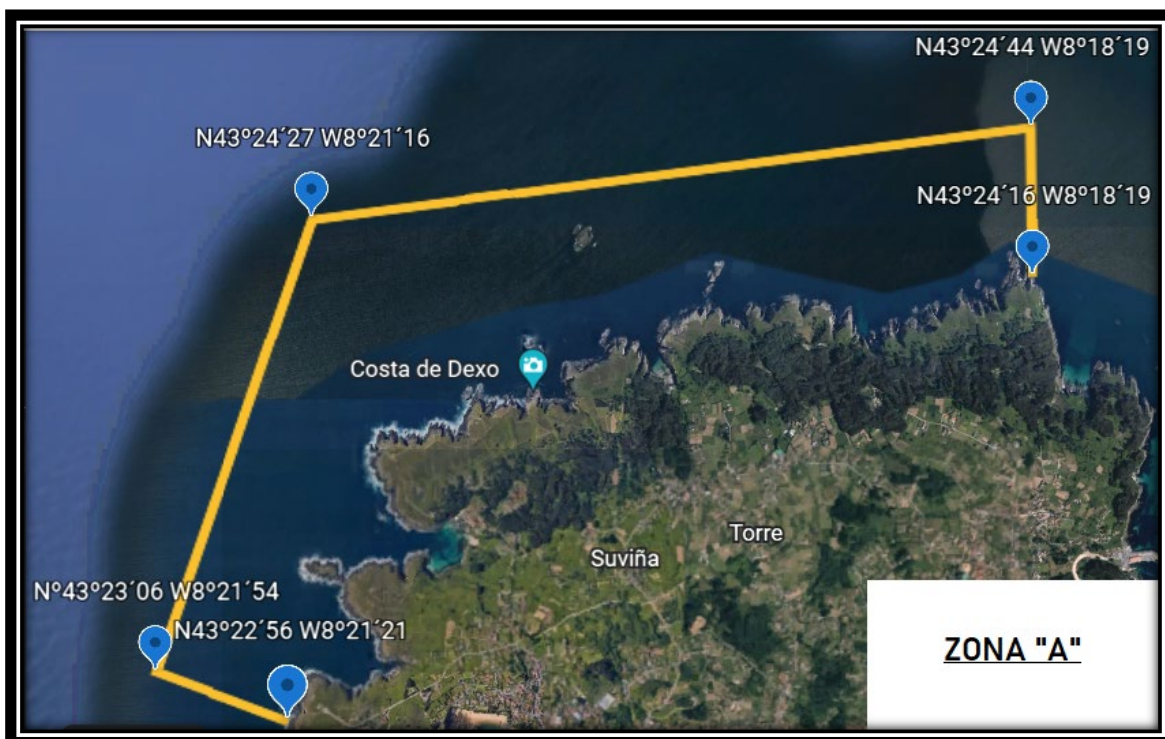 N43º24´44 W8º18´19
N43º24´27 W8º21´16
N43º24´16 W8º18´19
Costa de Dexo
Torre
Suviña
Nº43º23´06 W8º21´54
N43º22´56 W8º21´21
ZONA "A"